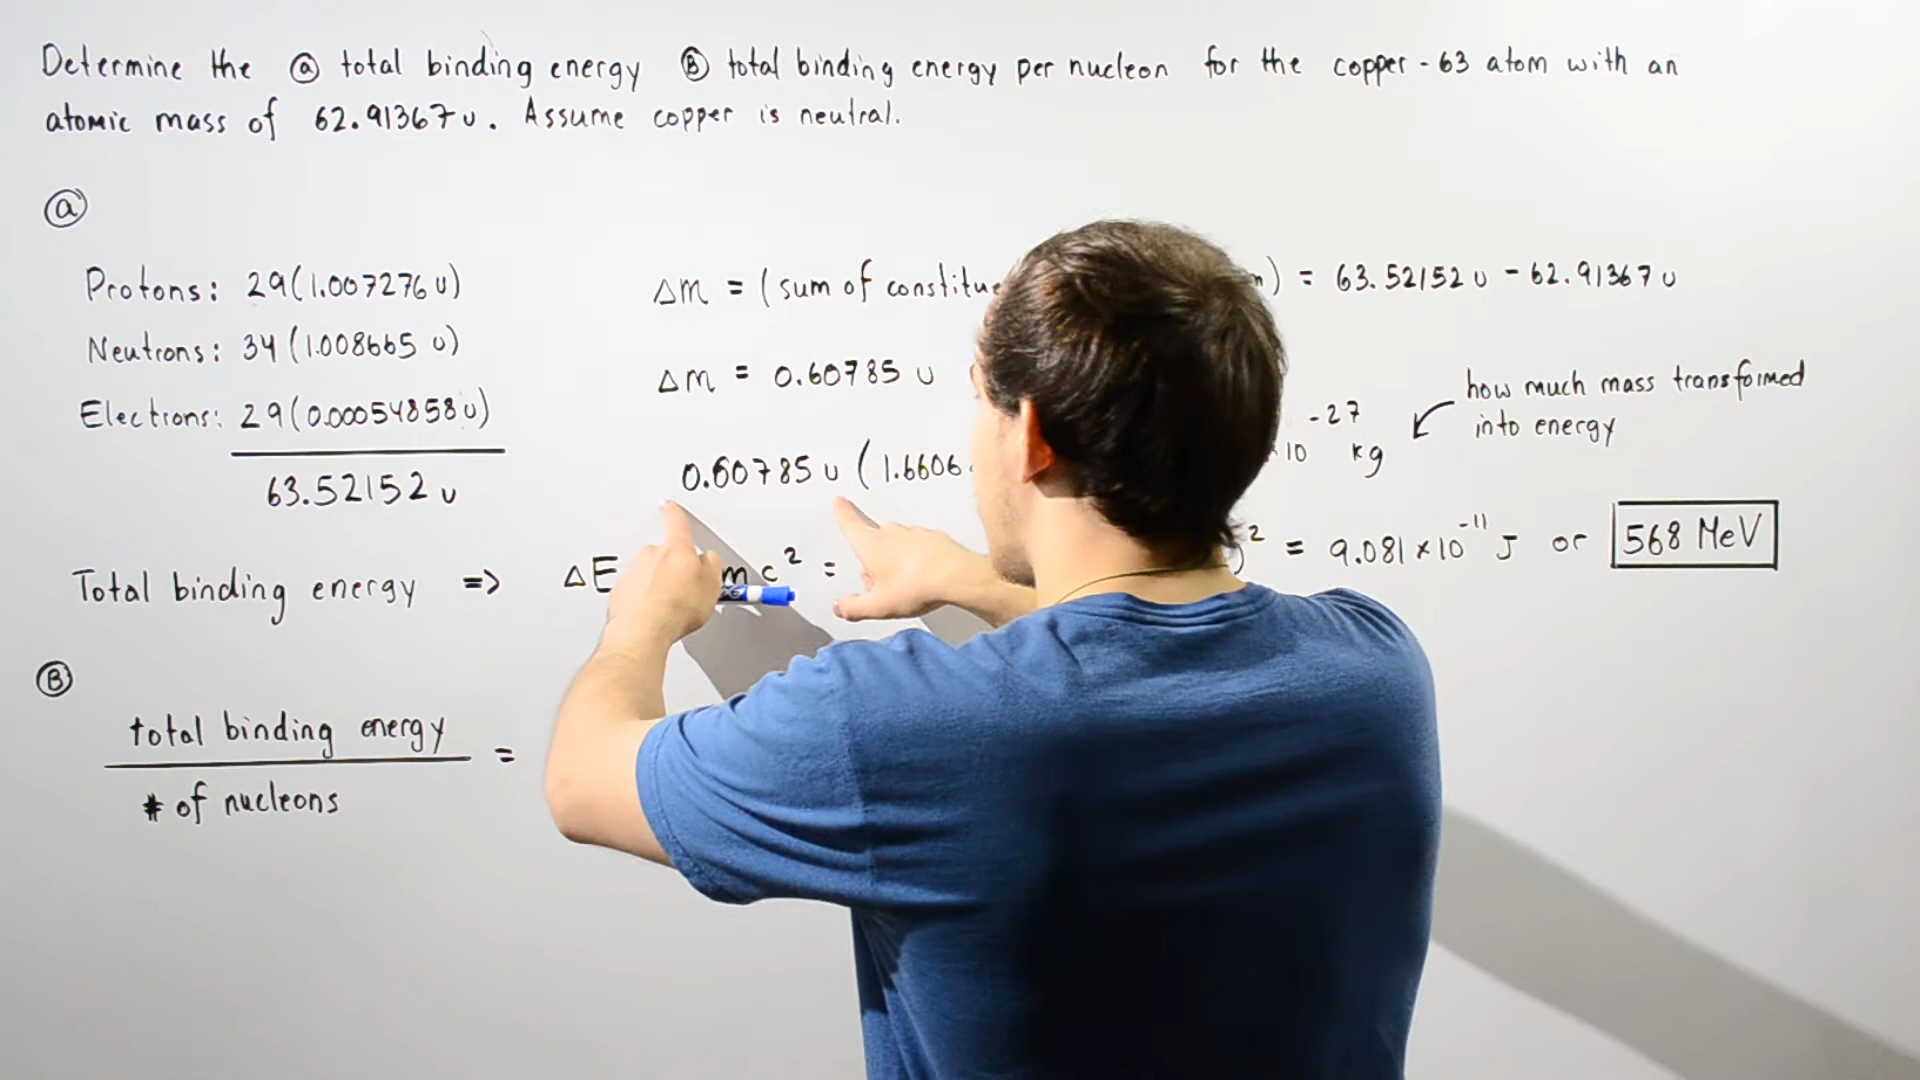 Determine the ⓐ total binding energy Ⓑ total binding energy per nucleon for the copper-63 atom with an
atomic mass of 62.91367 u. Assume copper is neutral.
ⓐ
Protons: 29(1.007276 u)
Neutrons: 34(1.008665 u)
Electrons: 29(0.00054858 u)
63.52152 u
Δm = (sum of ) = 63.52152 u - 62.91367 u
Δm = 0.60785 u
how much mass transformed
into energy
0.60785 u (1.6606 10⁻²⁷ kg
Total binding energy => ΔE mc² = )² = 9.081×10⁻¹¹ J or 568 MeV
Ⓑ
total binding energy =
# of nucleons